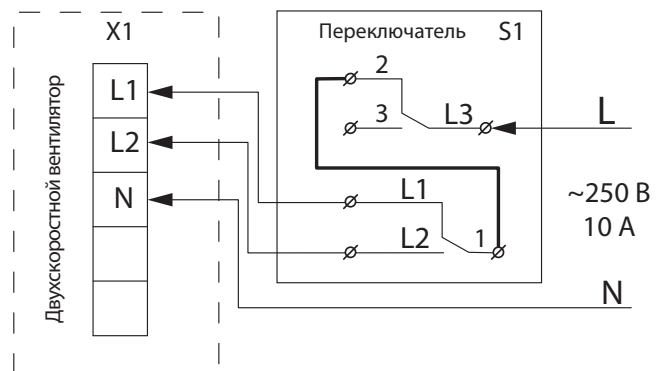 X1
Переключатель S1
2
L1
3 L3
L
L2
L1
N
~250 В
10 А
L2 1
N
Двухскоростной вентилятор